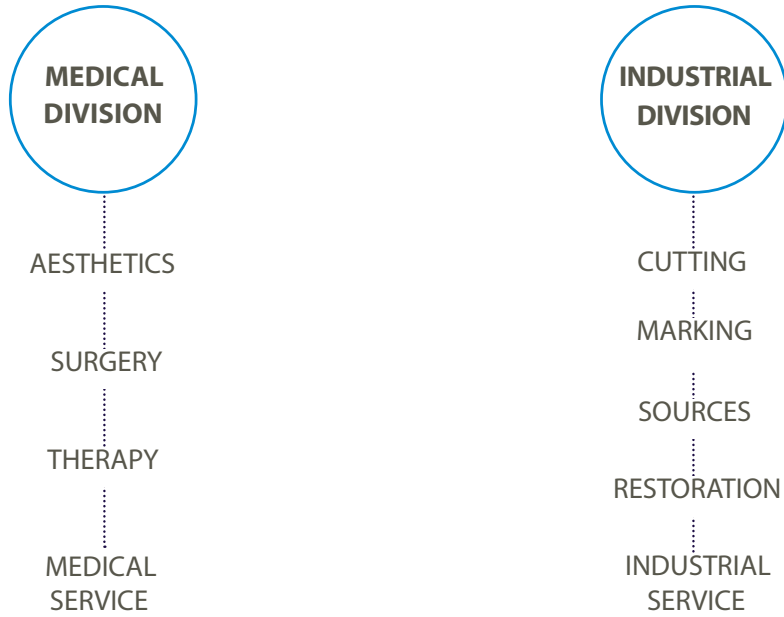 MEDICAL
DIVISION
AESTHETICS
SURGERY
THERAPY
MEDICAL
SERVICE
INDUSTRIAL
DIVISION
CUTTING
MARKING
SOURCES
RESTORATION
INDUSTRIAL
SERVICE